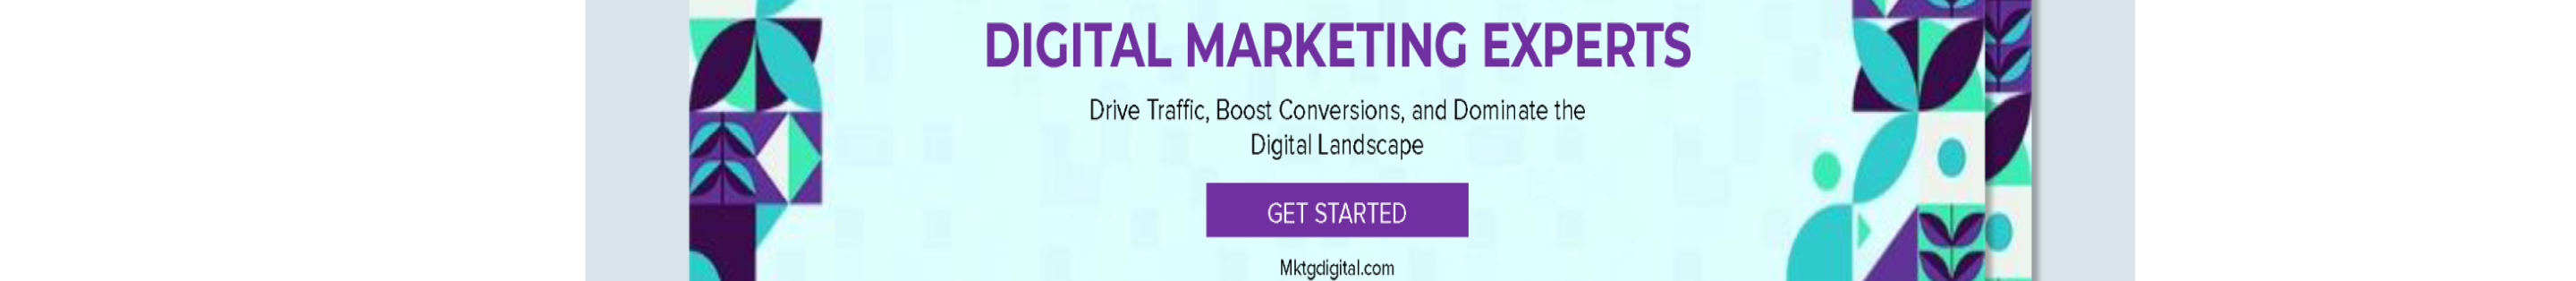 DIGITAL MARKETING EXPERTS
Drive Traffic, Boost Conversions, and Dominate the
Digital Landscape
GET STARTED
Mktgdigital.com